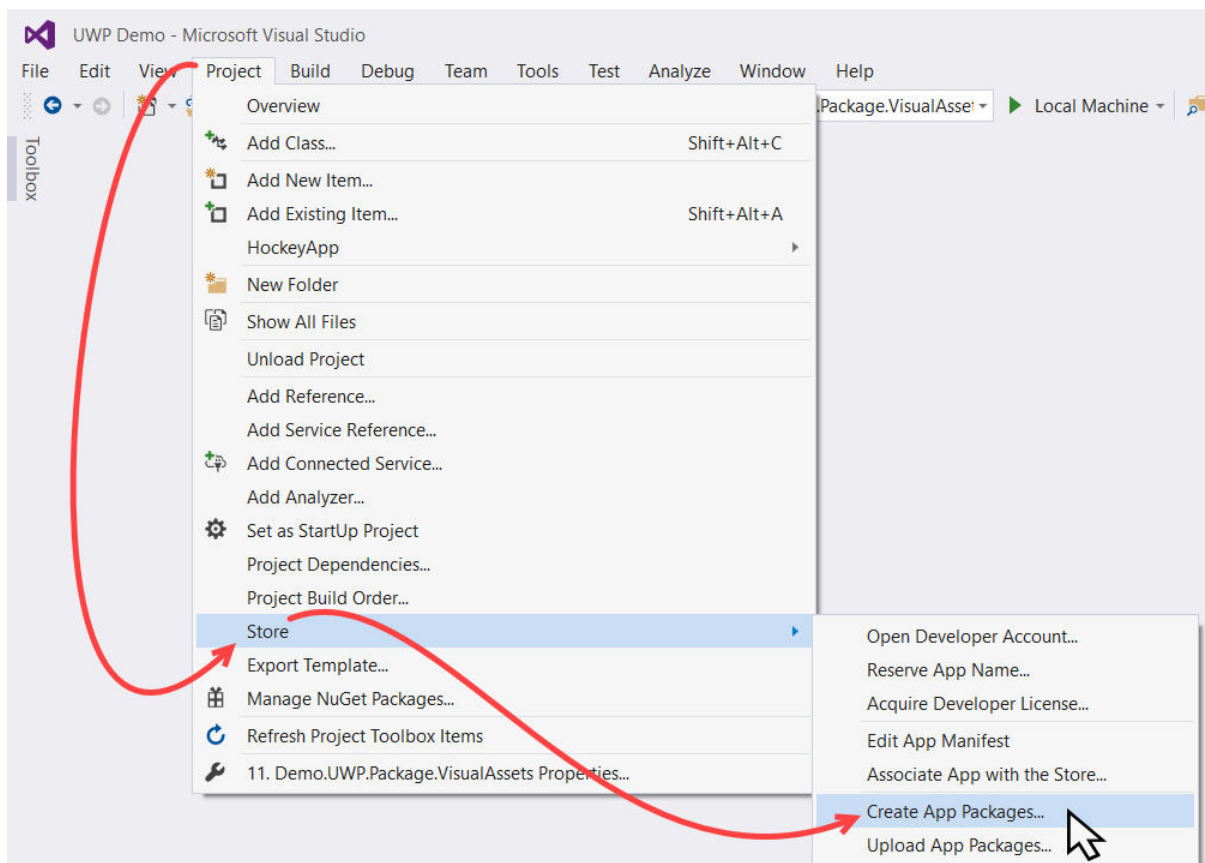 UWP Demo - Microsoft Visual Studio
File Edit View Project Build Debug Team Tools Test Analyze Window Help
.Package.VisualAsset Local Machine
Toolbox
Overview
Add Class... Shift+Alt+C
Add New Item...
Add Existing Item... Shift+Alt+A
HockeyApp
New Folder
Show All Files
Unload Project
Add Reference...
Add Service Reference...
Add Connected Service...
Add Analyzer...
Set as StartUp Project
Project Dependencies...
Project Build Order...
Store
Export Template...
Manage NuGet Packages...
Refresh Project Toolbox Items
11. Demo.UWP.Package.VisualAssets Properties...
Open Developer Account...
Reserve App Name...
Acquire Developer License...
Edit App Manifest
Associate App with the Store...
Create App Packages...
Upload App Packages...